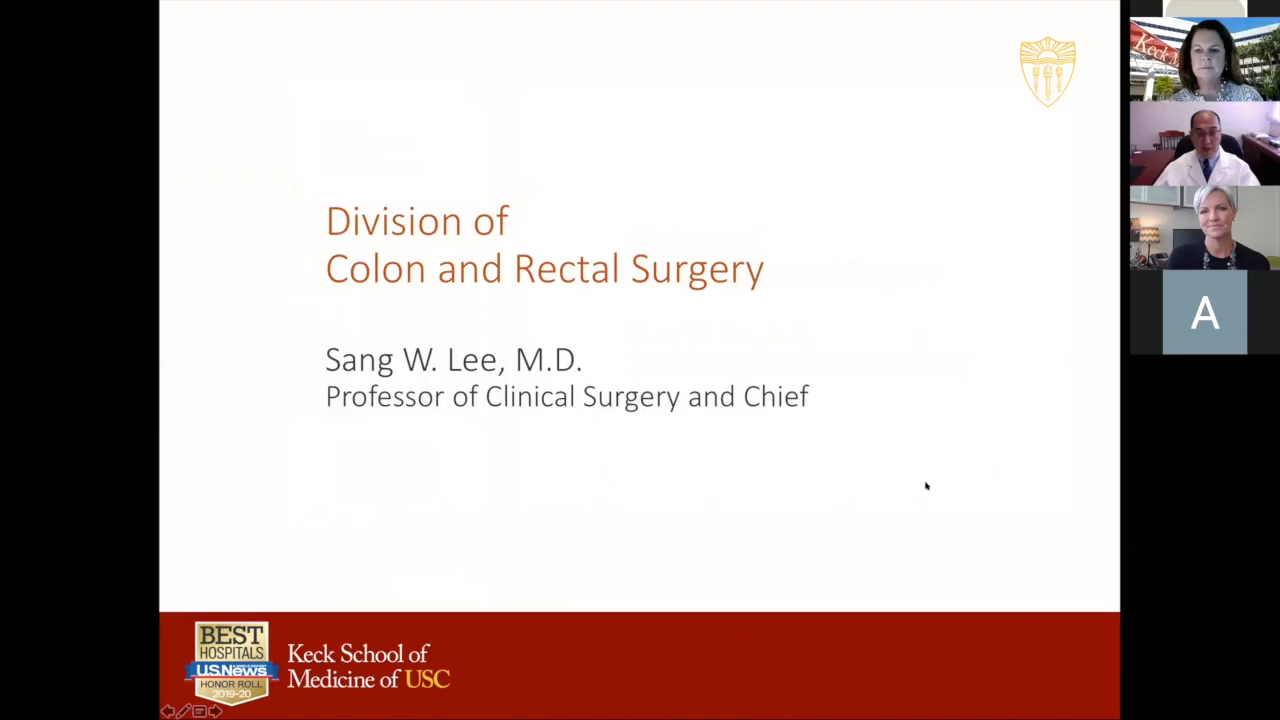 Division of
Colon and Rectal Surgery
Sang W. Lee, M.D.
Professor of Clinical Surgery and Chief
BEST
HOSPITALS
U.S.News
HONOR ROLL
2019-20
Keck School of
Medicine of USC
Keck M
A